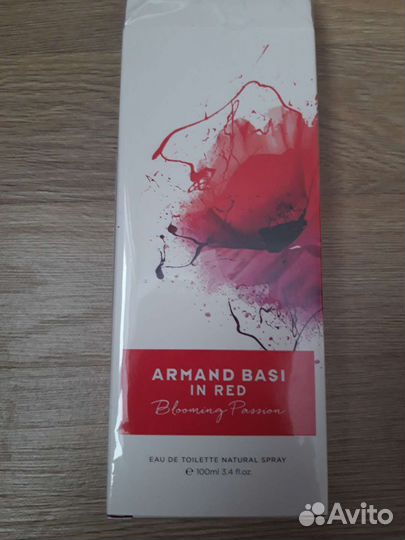 ARMAND BASI
IN RED
Blooming Passion
EAU DE TOILETTE NATURAL SPRAY
℮ 100ml 3.4 fl.oz.
Avito